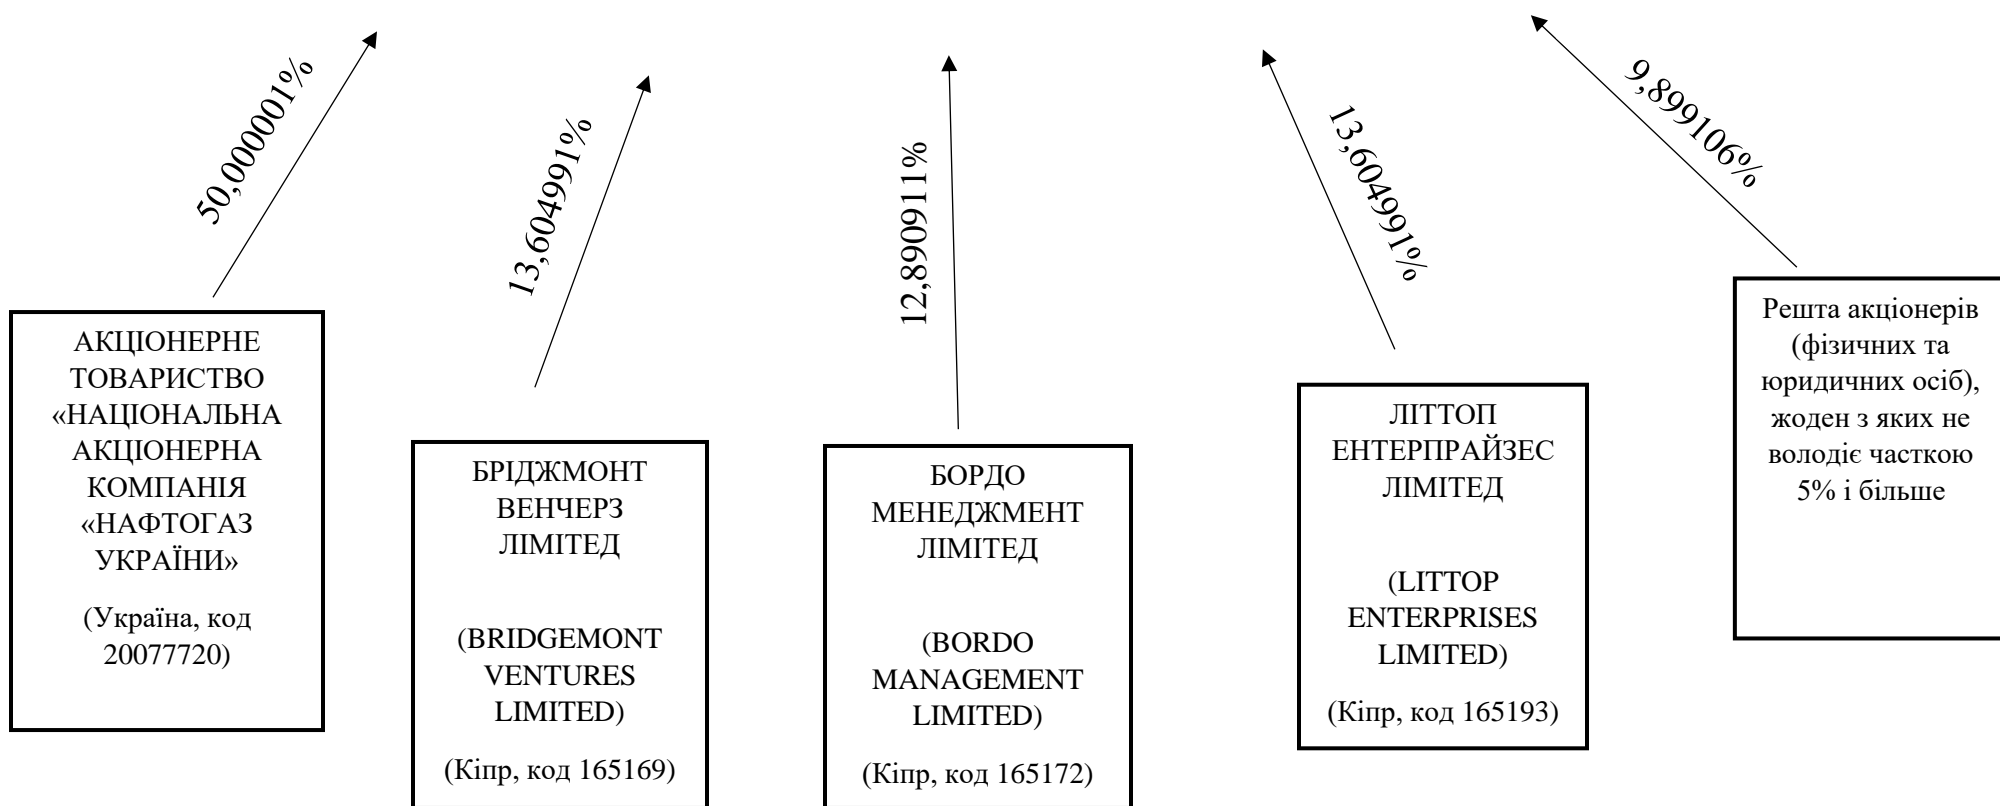 50,000001%
13,604991%
12,890911%
13,604991%
9,899106%
АКЦІОНЕРНЕ
ТОВАРИСТВО
«НАЦІОНАЛЬНА
АКЦІОНЕРНА
КОМПАНІЯ
«НАФТОГАЗ
УКРАЇНИ»
(Україна, код
20077720)
БРІДЖМОНТ
ВЕНЧЕРЗ
ЛІМІТЕД
(BRIDGEMONT
VENTURES
LIMITED)
(Кіпр, код 165169)
БОРДО
МЕНЕДЖМЕНТ
ЛІМІТЕД
(BORDO
MANAGEMENT
LIMITED)
(Кіпр, код 165172)
ЛІТТОП
ЕНТЕРПРАЙЗЕС
ЛІМІТЕД
(LITTOP
ENTERPRISES
LIMITED)
(Кіпр, код 165193)
Решта акціонерів
(фізичних та
юридичних осіб),
жоден з яких не
володіє часткою
5% і більше